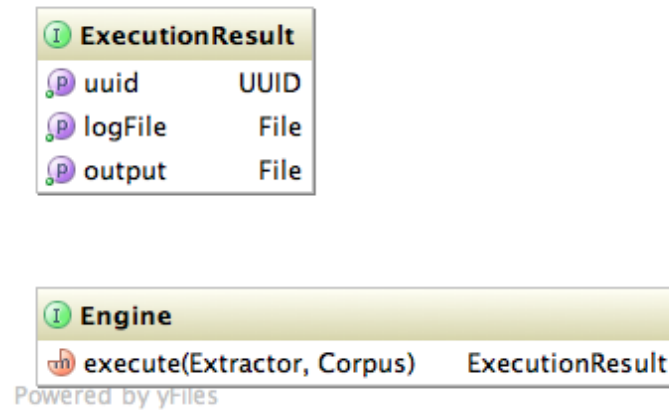 I ExecutionResult
p uuid UUID
p logFile File
p output File
I Engine
m execute(Extractor, Corpus) ExecutionResult
Powered by yFiles